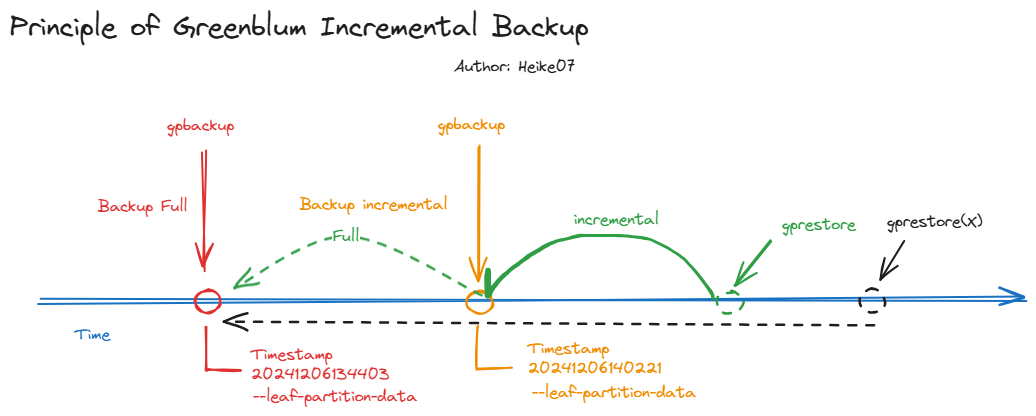 Principle of Greenblum Incremental Backup
Author: Heike07
gpbackup
gpbackup
Backup Full
Backup incremental
Full
incremental
gprestore
gprestore(x)
Time
Timestamp
20241206134403
--leaf-partition-data
Timestamp
20241206140221
--leaf-partition-data